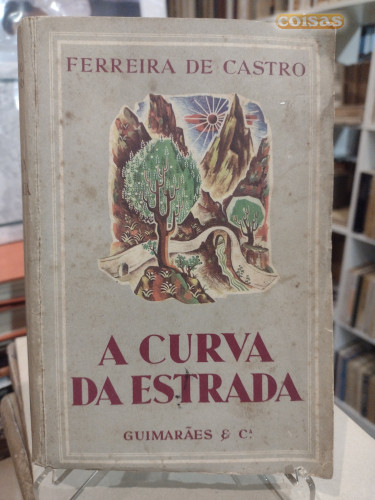 coisas
FERREIRA DE CASTRO
A CURVA
DA ESTRADA
GUIMARÃES & Cª